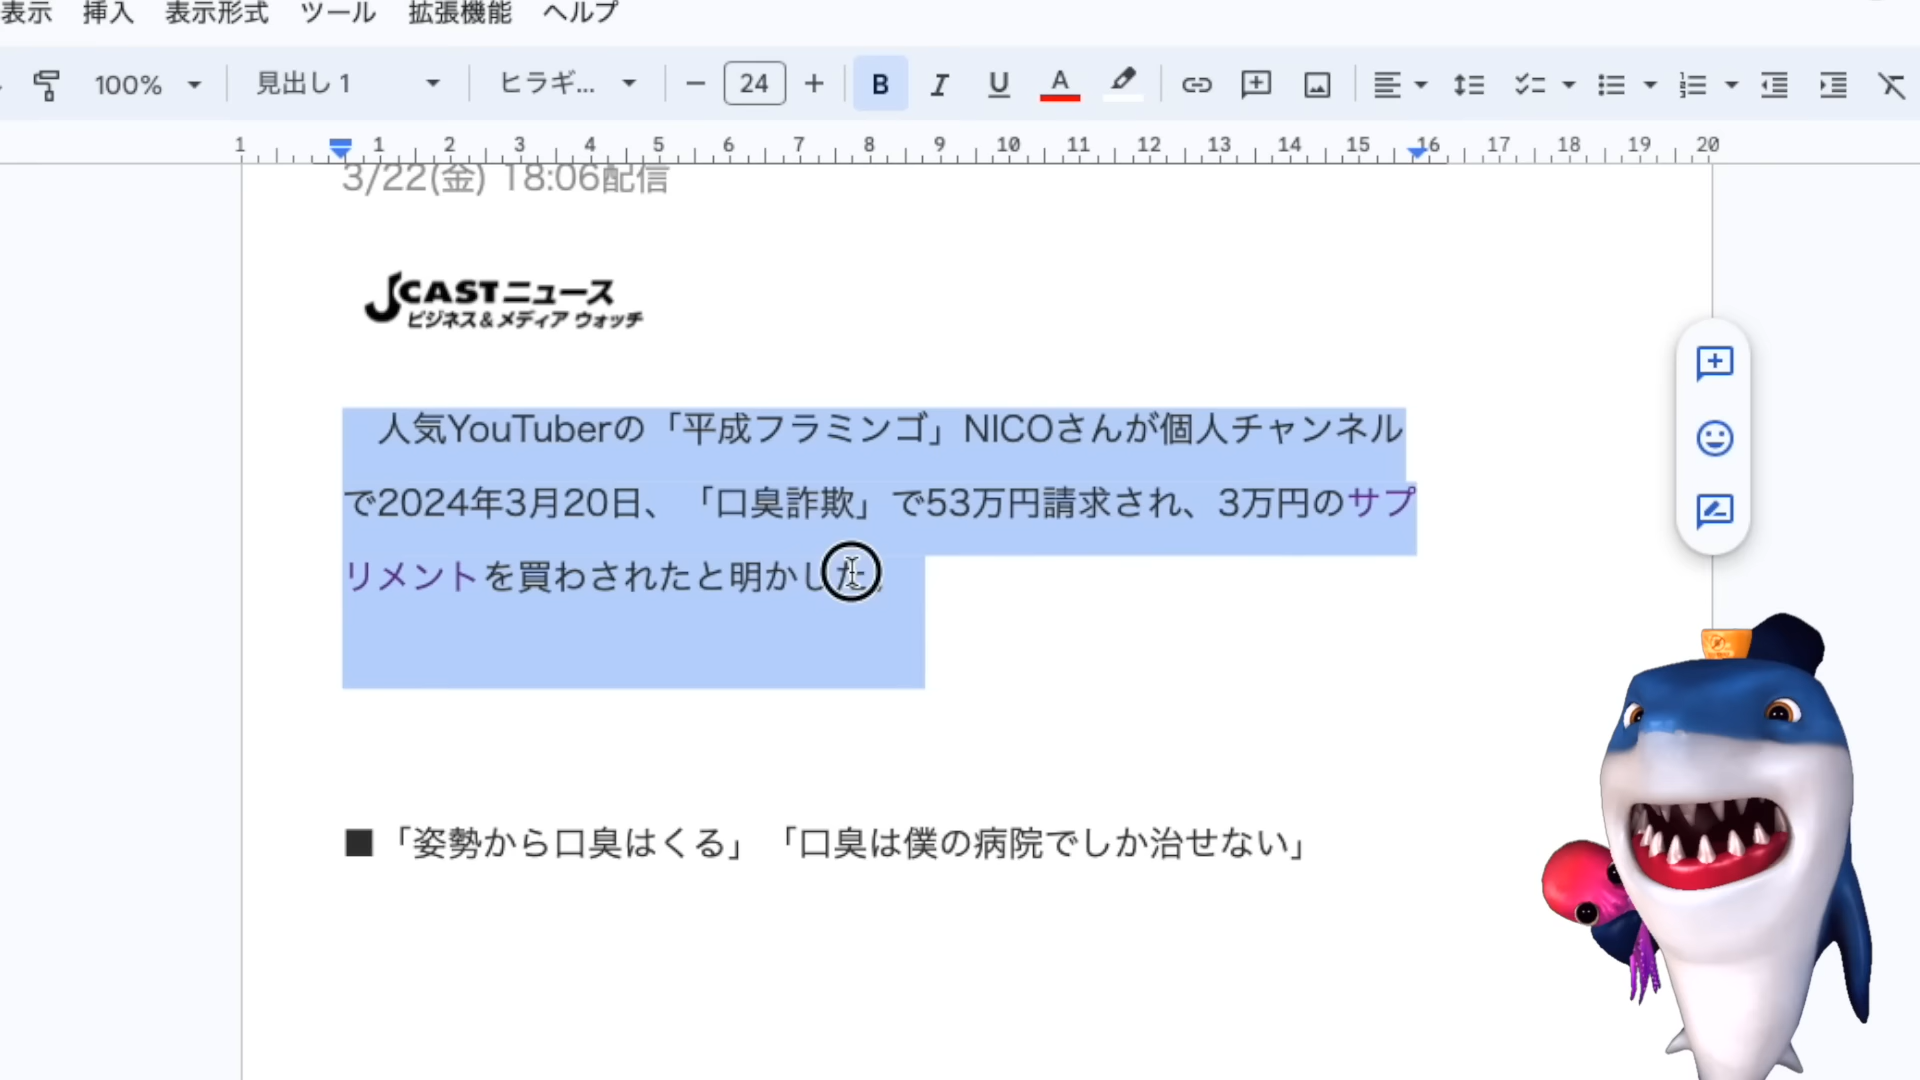 表示 挿入 表示形式 ツール 拡張機能 ヘルプ
100% 見出し 1 ヒラギ... 24 B I U A
1 1 2 3 4 5 6 7 8 9 10 11 12 13 14 15 16 17 18 19 20
3/22(金) 18:06配信
J CASTニュース
ビジネス&メディア ウォッチ
人気YouTuberの「平成フラミンゴ」NICOさんが個人チャンネル
で2024年3月20日、「口臭詐欺」で53万円請求され、3万円のサプ
リメントを買わされたと明かした。
■「姿勢から口臭はくる」「口臭は僕の病院でしか治せない」